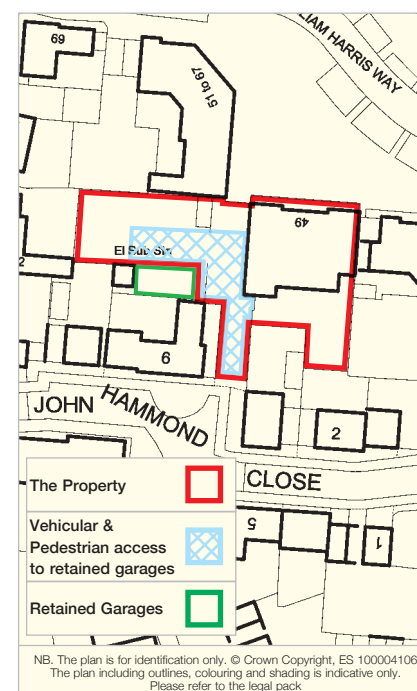 69
51 to 67
LIAM HARRIS WAY
49
El Sub Sta
2
6
JOHN HAMMOND CLOSE
2
5
1
The Property
Vehicular &
Pedestrian access
to retained garages
Retained Garages
NB. The plan is for identification only. © Crown Copyright, ES 100004106
The plan including outlines, colouring and shading is indicative only.
Please refer to the legal pack